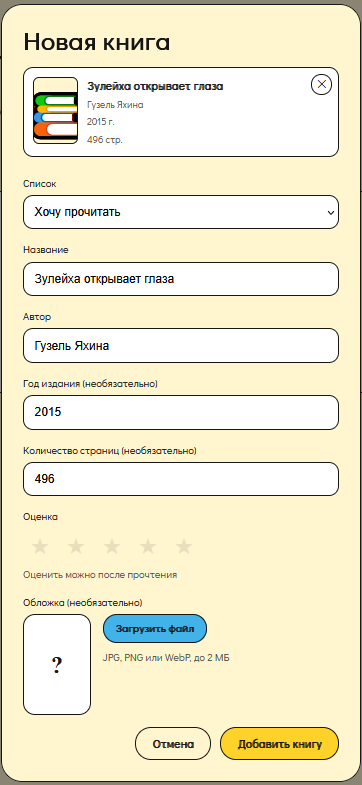 Новая книга
Зулейха открывает глаза
Гузель Яхина
2015 г.
496 стр.
Список
Хочу прочитать
Название
Зулейха открывает глаза
Автор
Гузель Яхина
Год издания (необязательно)
2015
Количество страниц (необязательно)
496
Оценка
Оценить можно после прочтения
Обложка (необязательно)
Загрузить файл
?
JPG, PNG или WebP, до 2 МБ
Отмена
Добавить книгу